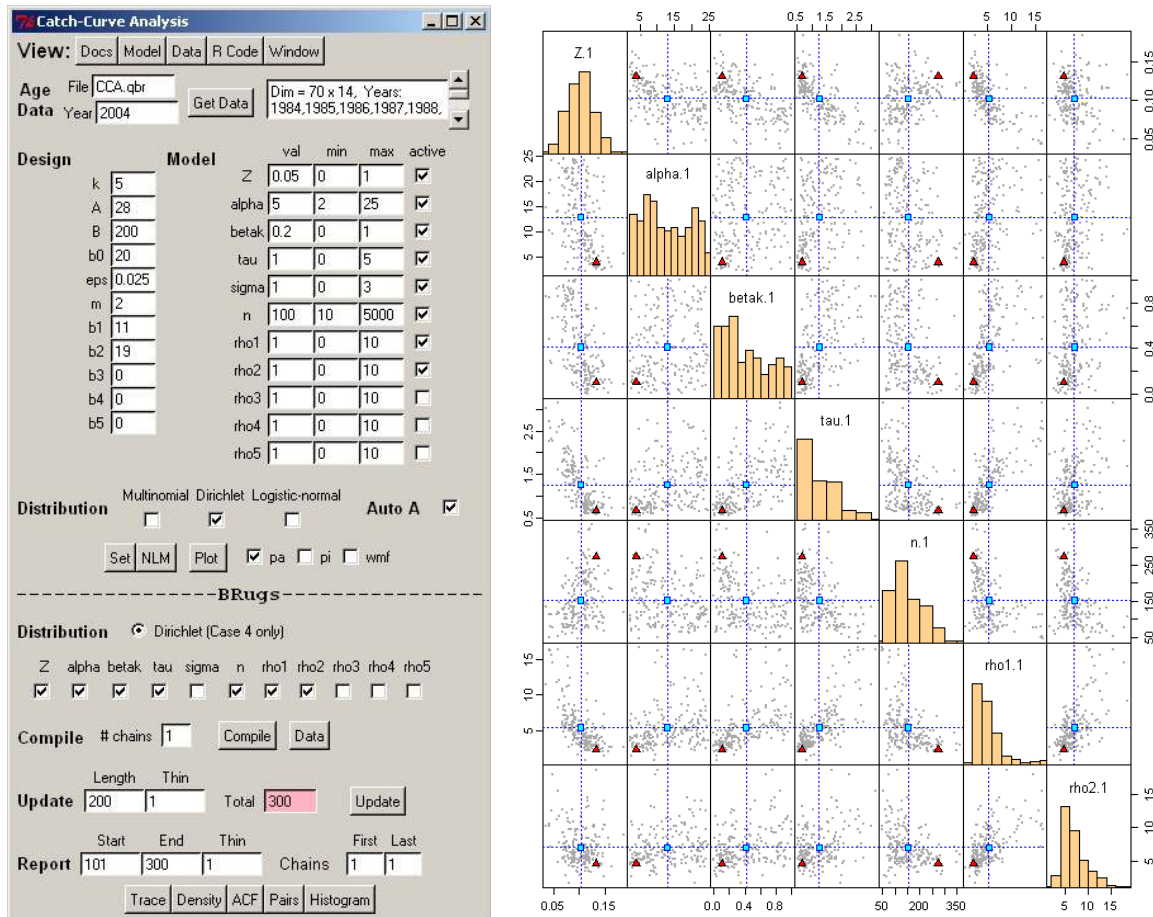 Catch-Curve Analysis
View: Docs Model Data R Code Window
Age Data
File CCA.qbr
Year 2004
Get Data
Dim = 70 x 14, Years:
1984,1985,1986,1987,1988,
Design
k 5
A 28
B 200
b0 20
eps 0.025
m 2
b1 11
b2 19
b3 0
b4 0
b5 0
Model
val min max active
Z 0.05 0 1
alpha 5 2 25
betak 0.2 0 1
tau 1 0 5
sigma 1 0 3
n 100 10 5000
rho1 1 0 10
rho2 1 0 10
rho3 1 0 10
rho4 1 0 10
rho5 1 0 10
Distribution Multinomial Dirichlet Logistic-normal Auto A
Set NLM Plot pa pi wmf
BRugs
Distribution Dirichlet (Case 4 only)
Z alpha betak tau sigma n rho1 rho2 rho3 rho4 rho5
Compile # chains 1 Compile Data
Length Thin
Update 200 1 Total 300 Update
Start End Thin First Last
Report 101 300 1 Chains 1 1
Trace Density ACF Pairs Histogram
5 15 25 0.5 1.5 2.5 5 10 15
Z.1
0.15
0.10
0.05
25
20
15
10
5
alpha.1
betak.1
0.8
0.4
0.0
2.5
1.5
0.5
tau.1
n.1
350
250
150
50
15
10
5
rho1.1
rho2.1
15
10
5
0.05 0.15 0.0 0.4 0.8 50 150 250 350 5 10 15